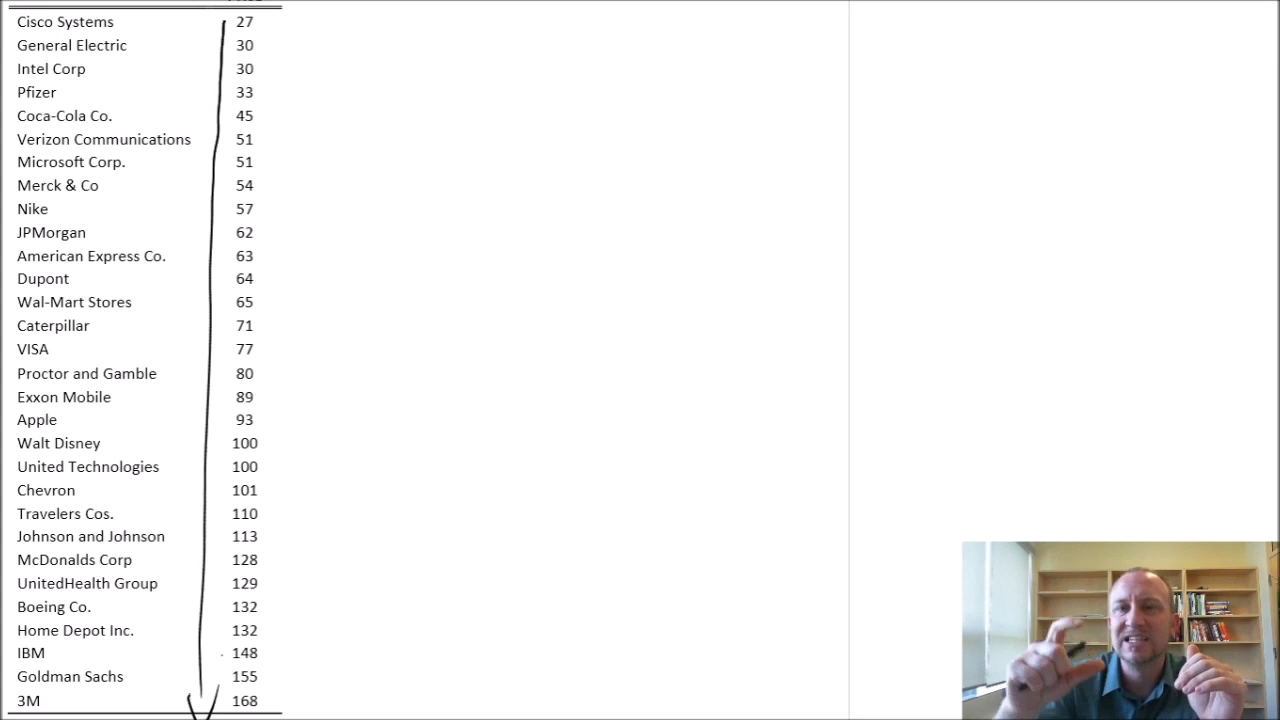 Cisco Systems 27
General Electric 30
Intel Corp 30
Pfizer 33
Coca-Cola Co. 45
Verizon Communications 51
Microsoft Corp. 51
Merck & Co 54
Nike 57
JPMorgan 62
American Express Co. 63
Dupont 64
Wal-Mart Stores 65
Caterpillar 71
VISA 77
Proctor and Gamble 80
Exxon Mobile 89
Apple 93
Walt Disney 100
United Technologies 100
Chevron 101
Travelers Cos. 110
Johnson and Johnson 113
McDonalds Corp 128
UnitedHealth Group 129
Boeing Co. 132
Home Depot Inc. 132
IBM 148
Goldman Sachs 155
3M 168